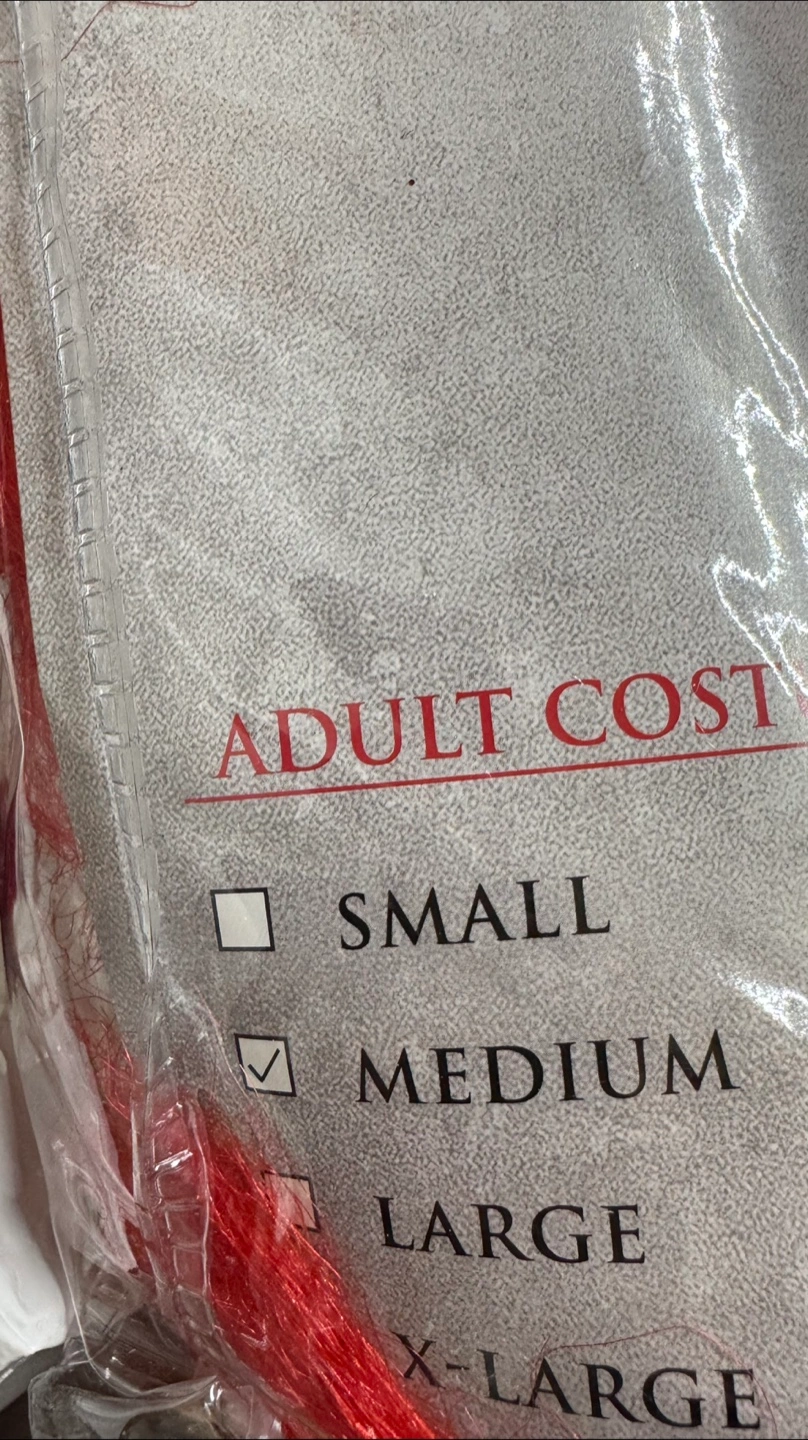 ADULT COST
SMALL
MEDIUM
LARGE
X-LARGE